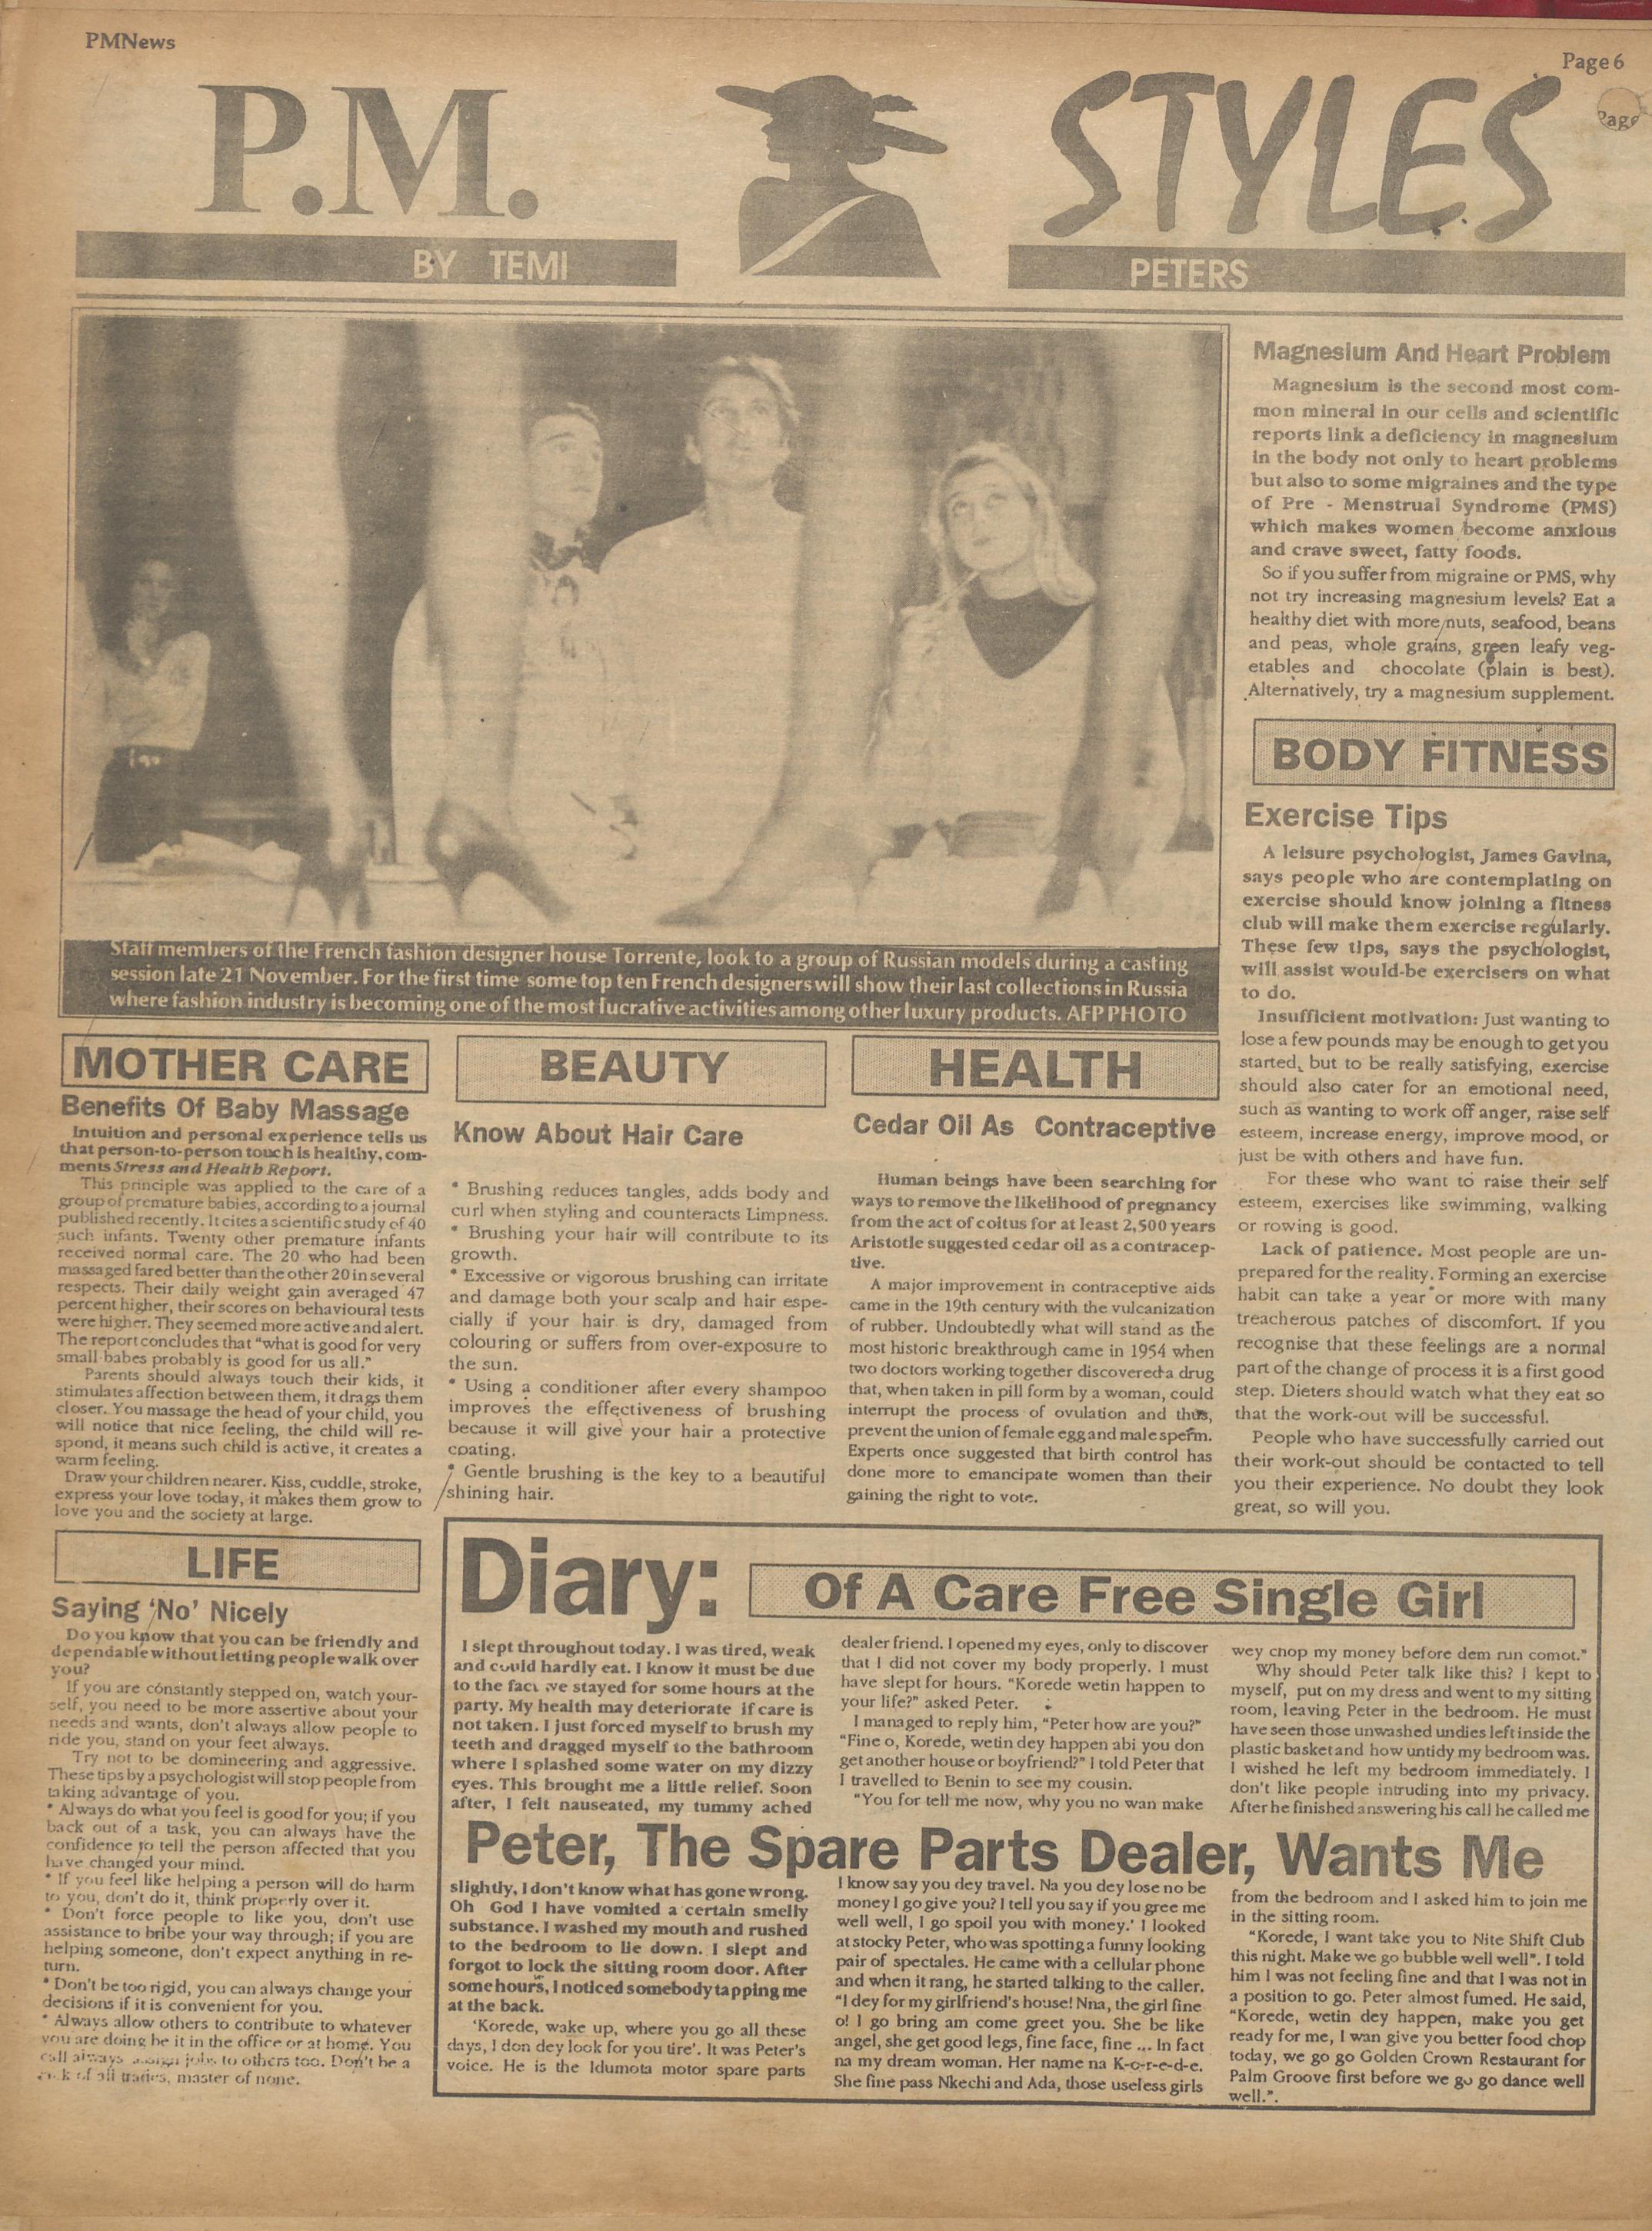 PMNews
Page 6
Page
P.M.
STYLES
BY TEMI
PETERS
Staff members of the French fashion designer house Torrente, look to a group of Russian models during a casting
session late 21 November. For the first time some top ten French designers will show their last collections in Russia
where fashion industry is becoming one of the most lucrative activities among other luxury products. AFP PHOTO
Magnesium And Heart Problem
Magnesium is the second most com-
mon mineral in our cells and scientific
reports link a deficiency in magnesium
in the body not only to heart problems
but also to some migraines and the type
of Pre - Menstrual Syndrome (PMS)
which makes women become anxious
and crave sweet, fatty foods.
So if you suffer from migraine or PMS, why
not try increasing magnesium levels? Eat a
healthy diet with more nuts, seafood, beans
and peas, whole grains, green leafy veg-
etables and chocolate (plain is best).
Alternatively, try a magnesium supplement.
BODY FITNESS
Exercise Tips
A leisure psychologist, James Gavina,
says people who are contemplating on
exercise should know joining a fitness
club will make them exercise regularly.
These few tips, says the psychologist,
will assist would-be exercisers on what
to do.
Insufficient motivation: Just wanting to
lose a few pounds may be enough to get you
started, but to be really satisfying, exercise
should also cater for an emotional need,
such as wanting to work off anger, raise self
esteem, increase energy, improve mood, or
just be with others and have fun.
For these who want to raise their self
esteem, exercises like swimming, walking
or rowing is good.
Lack of patience. Most people are un-
prepared for the reality. Forming an exercise
habit can take a year or more with many
treacherous patches of discomfort. If you
recognise that these feelings are a normal
part of the change of process it is a first good
step. Dieters should watch what they eat so
that the work-out will be successful.
People who have successfully carried out
their work-out should be contacted to tell
you their experience. No doubt they look
great, so will you.
MOTHER CARE
Benefits Of Baby Massage
Intuition and personal experience tells us
that person-to-person touch is healthy, com-
ments Stress and Health Report.
This principle was applied to the care of a
group of premature babies, according to a journal
published recently. It cites a scientific study of 40
such infants. Twenty other premature infants
received normal care. The 20 who had been
massaged fared better than the other 20 in several
respects. Their daily weight gain averaged 47
percent higher, their scores on behavioural tests
were higher. They seemed more active and alert.
The report concludes that "what is good for very
small babes probably is good for us all."
Parents should always touch their kids, it
stimulates affection between them, it drags them
closer. You massage the head of your child, you
will notice that nice feeling, the child will re-
spond, it means such child is active, it creates a
warm feeling.
Draw your children nearer. Kiss, cuddle, stroke,
express your love today, it makes them grow to
love you and the society at large.
BEAUTY
Know About Hair Care
* Brushing reduces tangles, adds body and
curl when styling and counteracts Limpness.
* Brushing your hair will contribute to its
growth.
* Excessive or vigorous brushing can irritate
and damage both your scalp and hair espe-
cially if your hair is dry, damaged from
colouring or suffers from over-exposure to
the sun.
* Using a conditioner after every shampoo
improves the effectiveness of brushing
because it will give your hair a protective
coating.
* Gentle brushing is the key to a beautiful
shining hair.
HEALTH
Cedar Oil As Contraceptive
Human beings have been searching for
ways to remove the likelihood of pregnancy
from the act of coitus for at least 2,500 years
Aristotle suggested cedar oil as a contracep-
tive.
A major improvement in contraceptive aids
came in the 19th century with the vulcanization
of rubber. Undoubtedly what will stand as the
most historic breakthrough came in 1954 when
two doctors working together discovered a drug
that, when taken in pill form by a woman, could
interrupt the process of ovulation and thus,
prevent the union of female egg and male sperm.
Experts once suggested that birth control has
done more to emancipate women than their
gaining the right to vote.
LIFE
Saying 'No' Nicely
Do you know that you can be friendly and
dependable without letting people walk over
you?
If you are constantly stepped on, watch your-
self, you need to be more assertive about your
needs and wants, don't always allow people to
ride you, stand on your feet always.
Try not to be domineering and aggressive.
These tips by a psychologist will stop people from
taking advantage of you.
* Always do what you feel is good for you; if you
back out of a task, you can always have the
confidence to tell the person affected that you
have changed your mind.
* If you feel like helping a person will do harm
to you, don't do it, think properly over it.
* Don't force people to like you, don't use
assistance to bribe your way through; if you are
helping someone, don't expect anything in re-
turn.
* Don't be too rigid, you can always change your
decisions if it is convenient for you.
* Always allow others to contribute to whatever
you are doing be it in the office or at home. You
call always assign jobs to others too. Don't be a
of all trades, master of none.
Diary:
Of A Care Free Single Girl
I slept throughout today. I was tired, weak
and could hardly eat. I know it must be due
to the fact ve stayed for some hours at the
party. My health may deteriorate if care is
not taken. I just forced myself to brush my
teeth and dragged myself to the bathroom
where I splashed some water on my dizzy
eyes. This brought me a little relief. Soon
after, I felt nauseated, my tummy ached
dealer friend. I opened my eyes, only to discover
that I did not cover my body properly. I must
have slept for hours. "Korede wetin happen to
your life?" asked Peter.
I managed to reply him, "Peter how are you?"
"Fine o, Korede, wetin dey happen abi you don
get another house or boyfriend?" I told Peter that
I travelled to Benin to see my cousin.
"You for tell me now, why you no wan make
wey chop my money before dem run comot."
Why should Peter talk like this? I kept to
myself, put on my dress and went to my sitting
room, leaving Peter in the bedroom. He must
have seen those unwashed undies left inside the
plastic basket and how untidy my bedroom was.
I wished he left my bedroom immediately. I
don't like people intruding into my privacy.
After he finished answering his call he called me
Peter, The Spare Parts Dealer, Wants Me
slightly, I don't know what has gone wrong.
Oh God I have vomited a certain smelly
substance. I washed my mouth and rushed
to the bedroom to lie down. I slept and
forgot to lock the sitting room door. After
some hours, I noticed somebody tapping me
at the back.
'Korede, wake up, where you go all these
days, I don dey look for you tire'. It was Peter's
voice. He is the Idumota motor spare parts
I know say you dey travel. Na you dey lose no be
money I go give you? I tell you say if you gree me
well well, I go spoil you with money.' I looked
at stocky Peter, who was spotting a funny looking
pair of spectales. He came with a cellular phone
and when it rang, he started talking to the caller.
"I dey for my girlfriend's house! Nna, the girl fine
o! I go bring am come greet you. She be like
angel, she get good legs, fine face, fine ... In fact
na my dream woman. Her name na K-o-r-e-d-e.
She fine pass Nkechi and Ada, those useless girls
from the bedroom and I asked him to join me
in the sitting room.
"Korede, I want take you to Nite Shift Club
this night. Make we go bubble well well". I told
him I was not feeling fine and that I was not in
a position to go. Peter almost fumed. He said,
"Korede, wetin dey happen, make you get
ready for me, I wan give you better food chop
today, we go go Golden Crown Restaurant for
Palm Groove first before we go go dance well
well.".